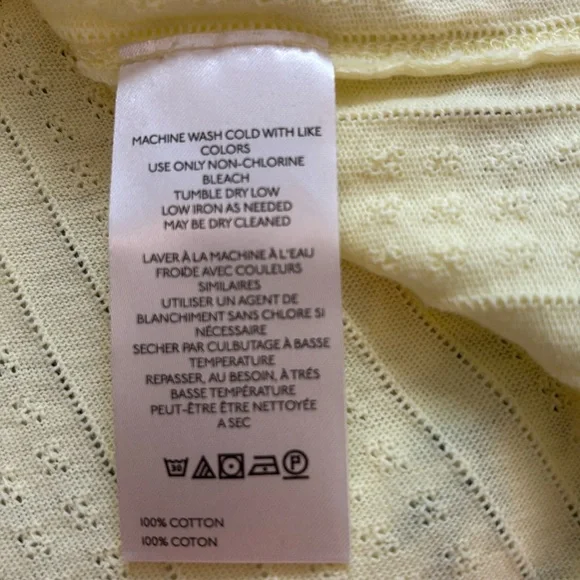 MACHINE WASH COLD WITH LIKE
COLORS
USE ONLY NON-CHLORINE
BLEACH
TUMBLE DRY LOW
LOW IRON AS NEEDED
MAY BE DRY CLEANED
LAVER À LA MACHINE À L'EAU
FROIDE AVEC COULEURS
SIMILAIRES
UTILISER UN AGENT DE
BLANCHIMENT SANS CHLORE SI
NÉCESSAIRE
SECHER PAR CULBUTAGE À BASSE
TEMPERATURE
REPASSER, AU BESOIN, À TRÉS
BASSE TEMPÉRATURE
PEUT-ÊTRE ÊTRE NETTOYÉE
A SEC
30 P
100% COTTON
100% COTON